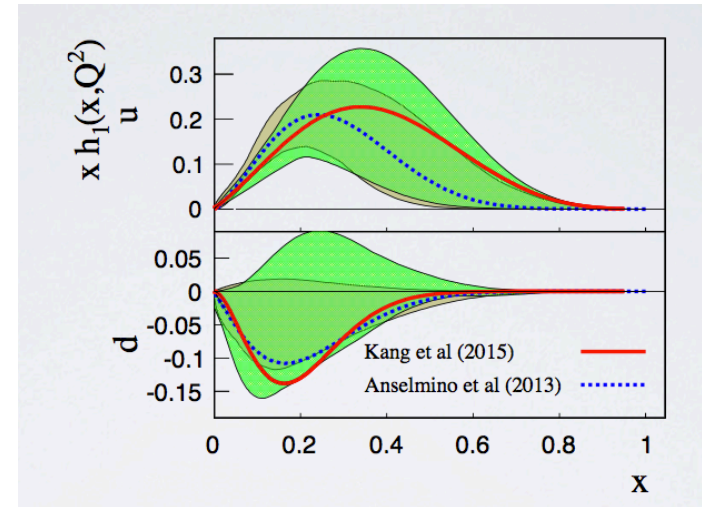 x h₁(x,Q²)
u
0.3
0.2
0.1
0
d
0.05
0
-0.05
-0.1
-0.15
Kang et al (2015)
Anselmino et al (2013)
0 0.2 0.4 0.6 0.8 1
x